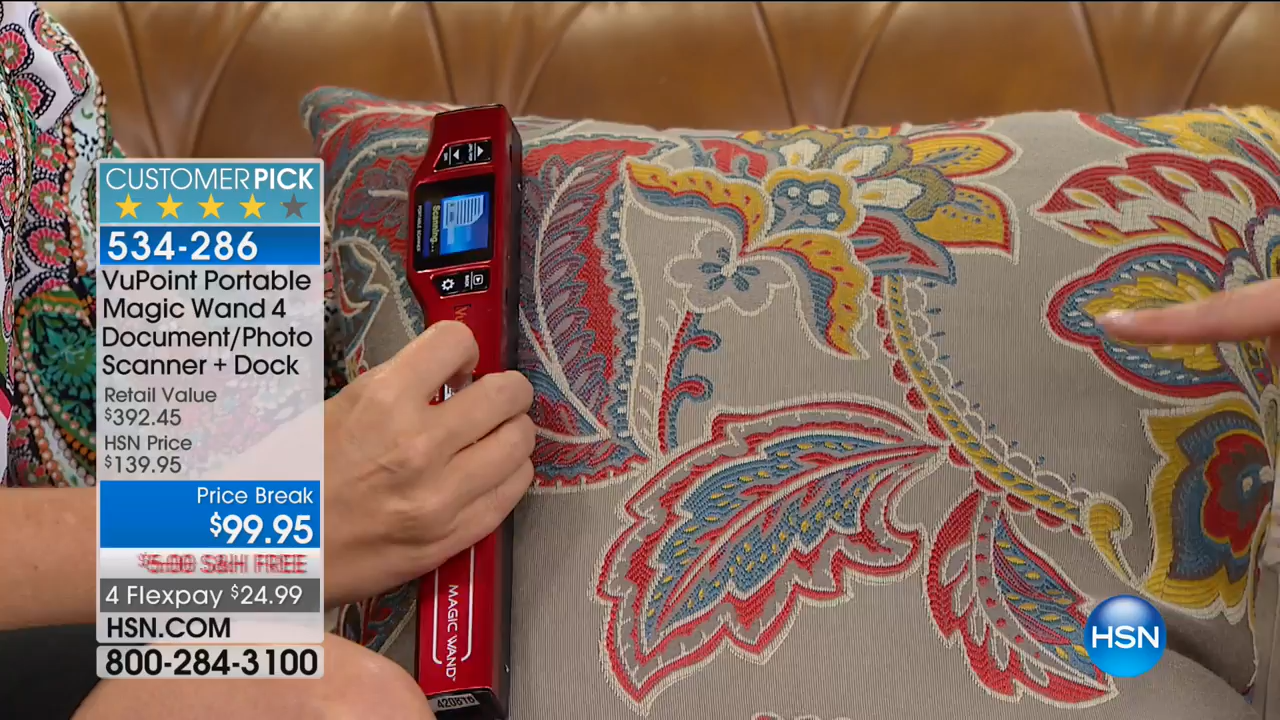 CUSTOMER PICK
534-286
VuPoint Portable
Magic Wand 4
Document/Photo
Scanner + Dock
Retail Value
$392.45
HSN Price
$139.95
Price Break
$99.95
$5.00 S&H FREE
4 Flexpay $24.99
HSN.COM
800-284-3100
Scanning...
PORTABLE SCANNER
MAGIC WAND
HSN